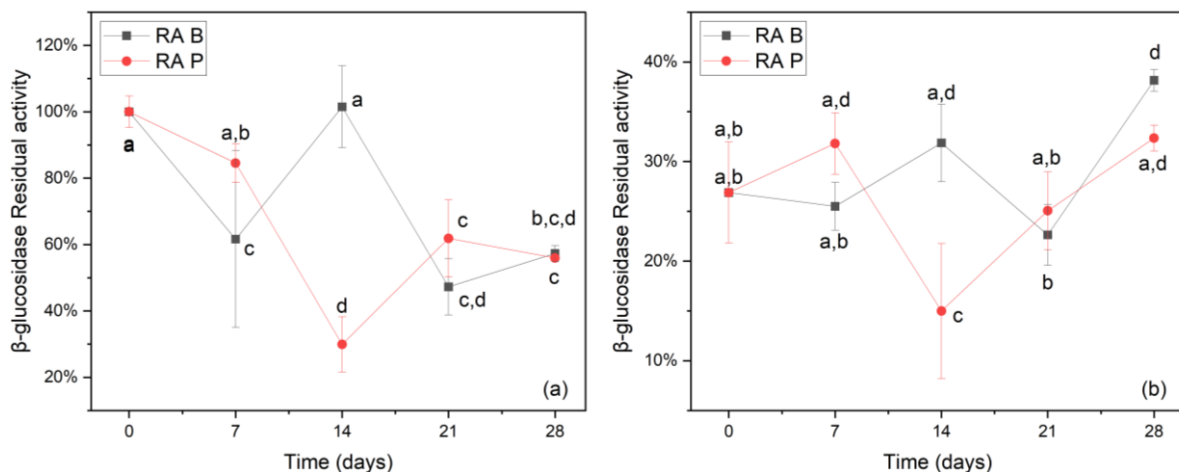 RA B
RA P
β-glucosidase Residual activity
120%
100%
80%
60%
40%
20%
a
a,b
c
a
d
c
c,d
b,c,d
c
(a)
0
7
14
21
28
Time (days)
RA B
RA P
β-glucosidase Residual activity
40%
30%
20%
10%
a,b
a,b
a,d
a,b
a,d
c
a,b
b
d
a,d
(b)
0
7
14
21
28
Time (days)